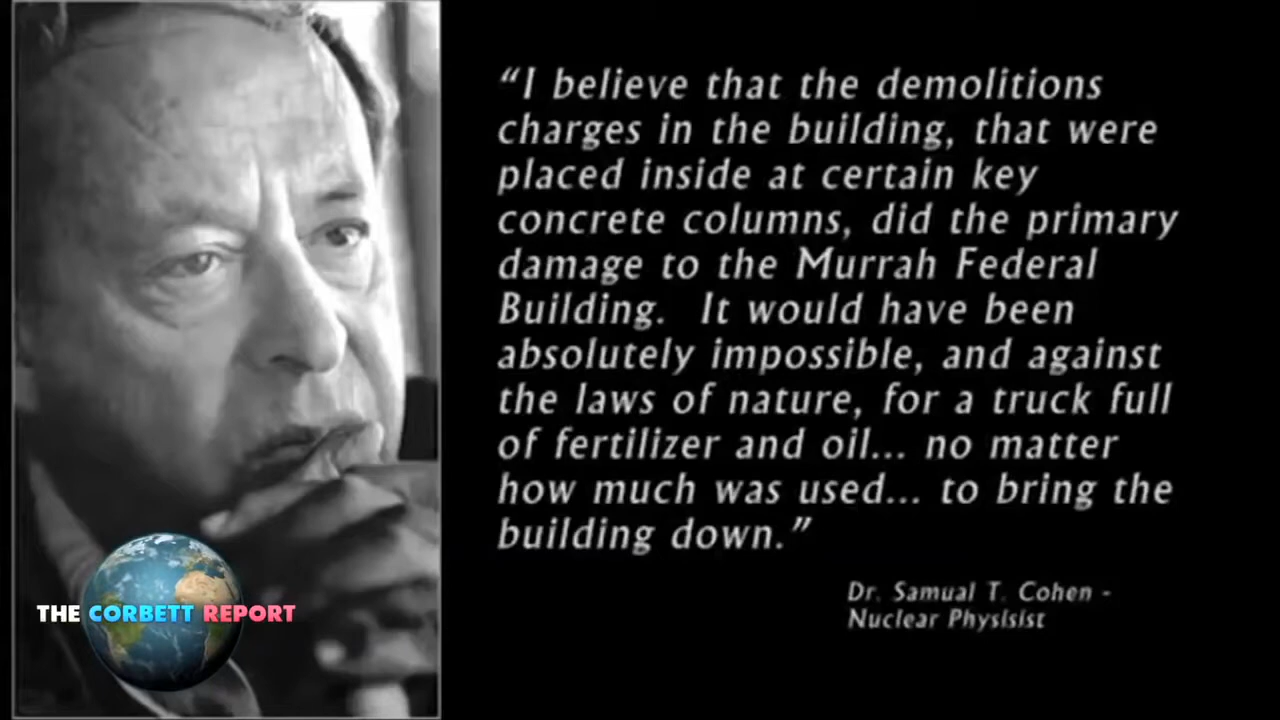 “I believe that the demolitions
charges in the building, that were
placed inside at certain key
concrete columns, did the primary
damage to the Murrah Federal
Building.  It would have been
absolutely impossible, and against
the laws of nature, for a truck full
of fertilizer and oil... no matter
how much was used... to bring the
building down.”
Dr. Samual T. Cohen -
Nuclear Physisist
THE CORBETT REPORT